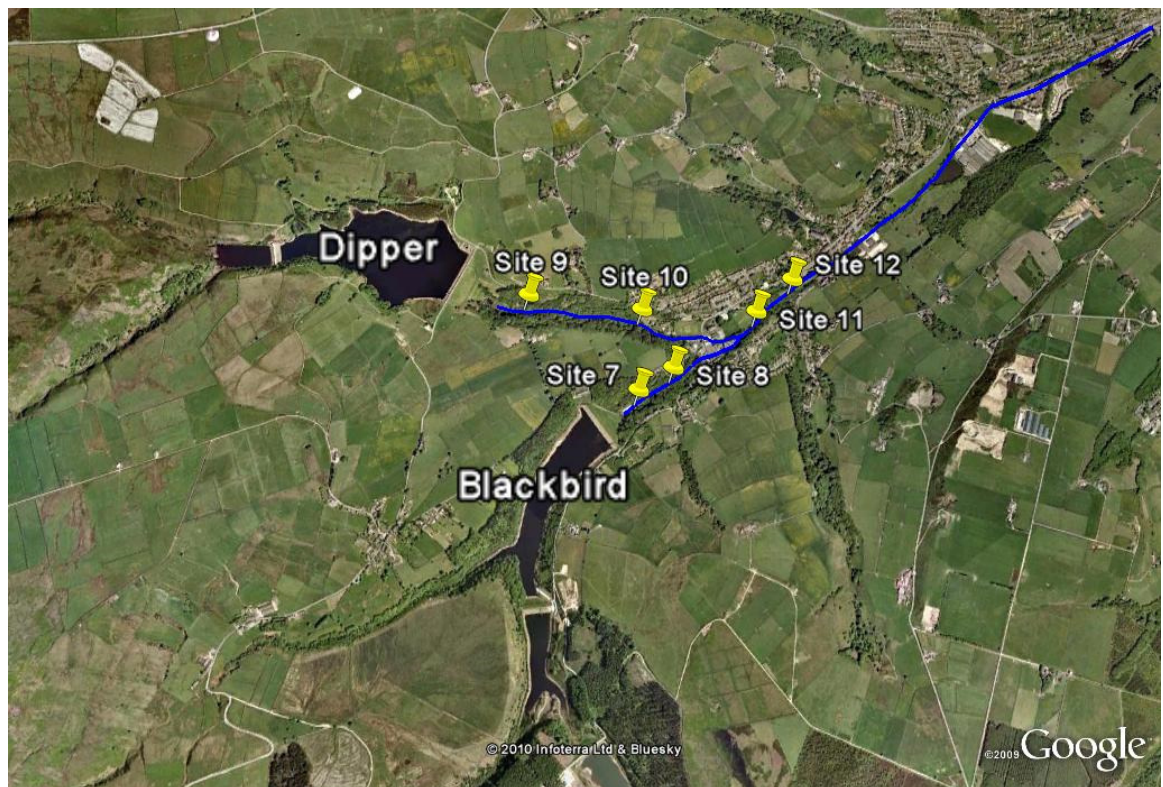 Dipper
Site 9
Site 10
Site 12
Site 11
Site 7
Site 8
Blackbird
© 2010 Infoterra Ltd & Bluesky
©2009 Google